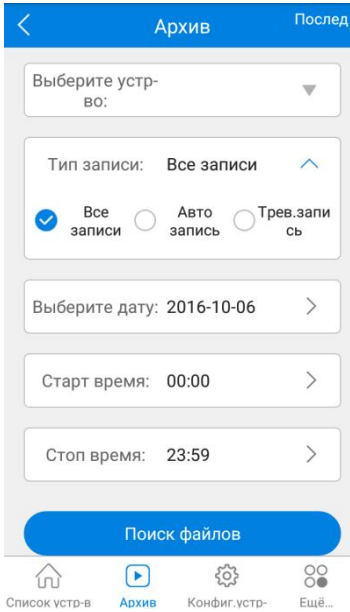 Архив
Послед
Выберите устр-
во:
Тип записи: Все записи
Все
записи
Авто
запись
Трев.запи
сь
Выберите дату: 2016-10-06
Старт время: 00:00
Стоп время: 23:59
Поиск файлов
Список устр-в
Архив
Конфиг.устр-
Ещё...